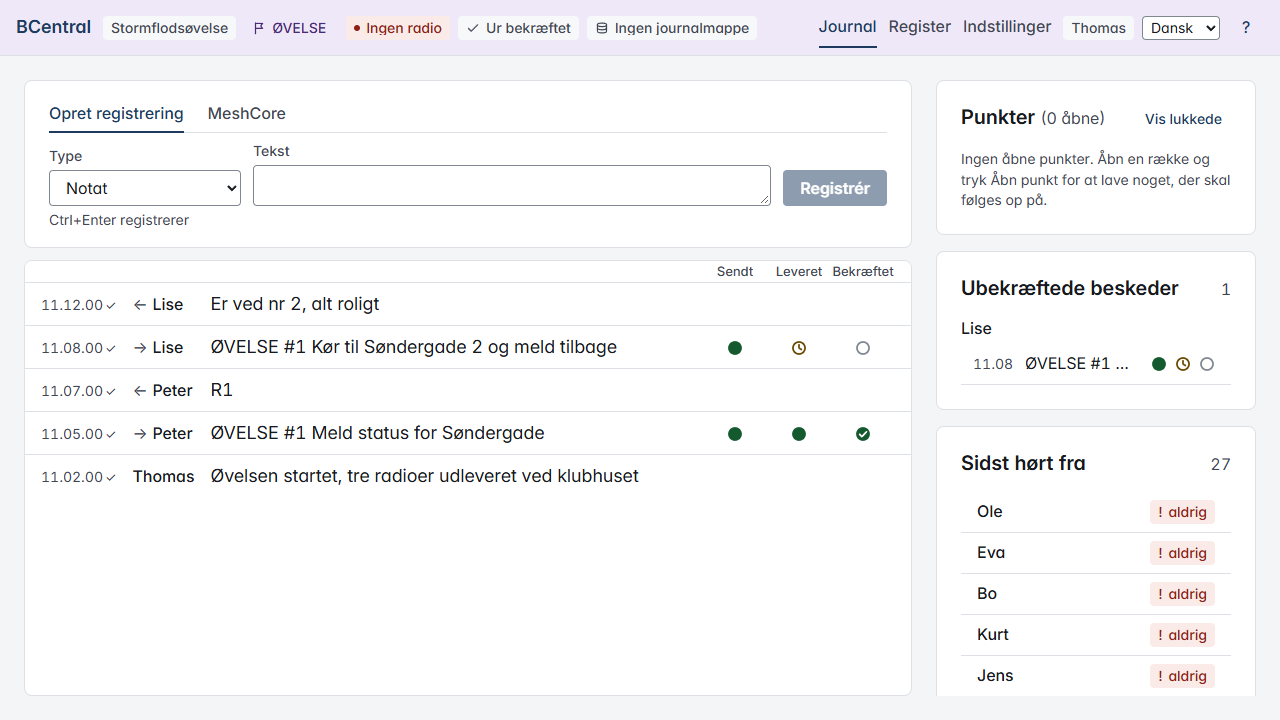 BCentral Stormflodsøvelse ØVELSE Ingen radio Ur bekræftet Ingen journalmappe Journal Register Indstillinger Thomas Dansk ?
Opret registrering MeshCore
Type
Tekst
Notat
Registrér
Ctrl+Enter registrerer
Sendt Leveret Bekræftet
11.12.00 ✓ ← Lise Er ved nr 2, alt roligt
11.08.00 ✓ → Lise ØVELSE #1 Kør til Søndergade 2 og meld tilbage
11.07.00 ✓ ← Peter R1
11.05.00 ✓ → Peter ØVELSE #1 Meld status for Søndergade
11.02.00 ✓ Thomas Øvelsen startet, tre radioer udleveret ved klubhuset
Punkter (0 åbne) Vis lukkede
Ingen åbne punkter. Åbn en række og
tryk Åbn punkt for at lave noget, der skal
følges op på.
Ubekræftede beskeder 1
Lise
11.08 ØVELSE #1 ...
Sidst hørt fra 27
Ole ! aldrig
Eva ! aldrig
Bo ! aldrig
Kurt ! aldrig
Jens ! aldrig